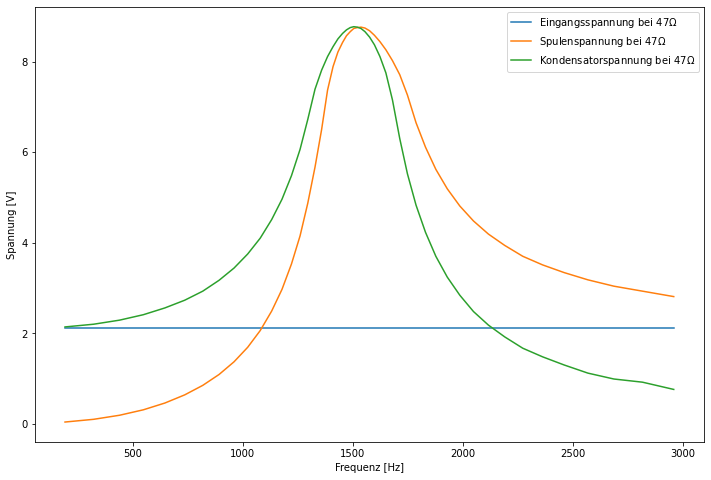 Eingangsspannung bei 47Ω
Spulenspannung bei 47Ω
Kondensatorspannung bei 47Ω
8
6
4
2
0
Spannung [V]
500
1000
1500
2000
2500
3000
Frequenz [Hz]